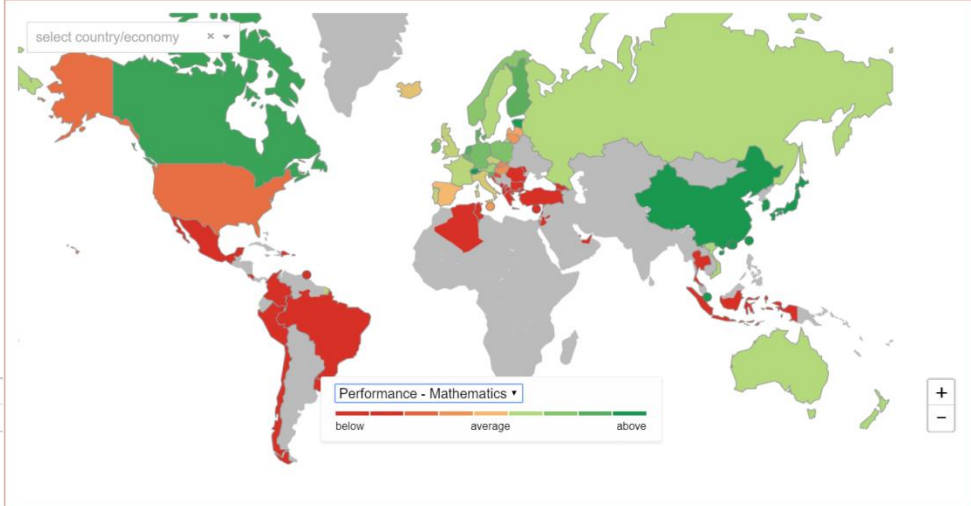 select country/economy × ▾
Performance - Mathematics ▾
below average above
+
−